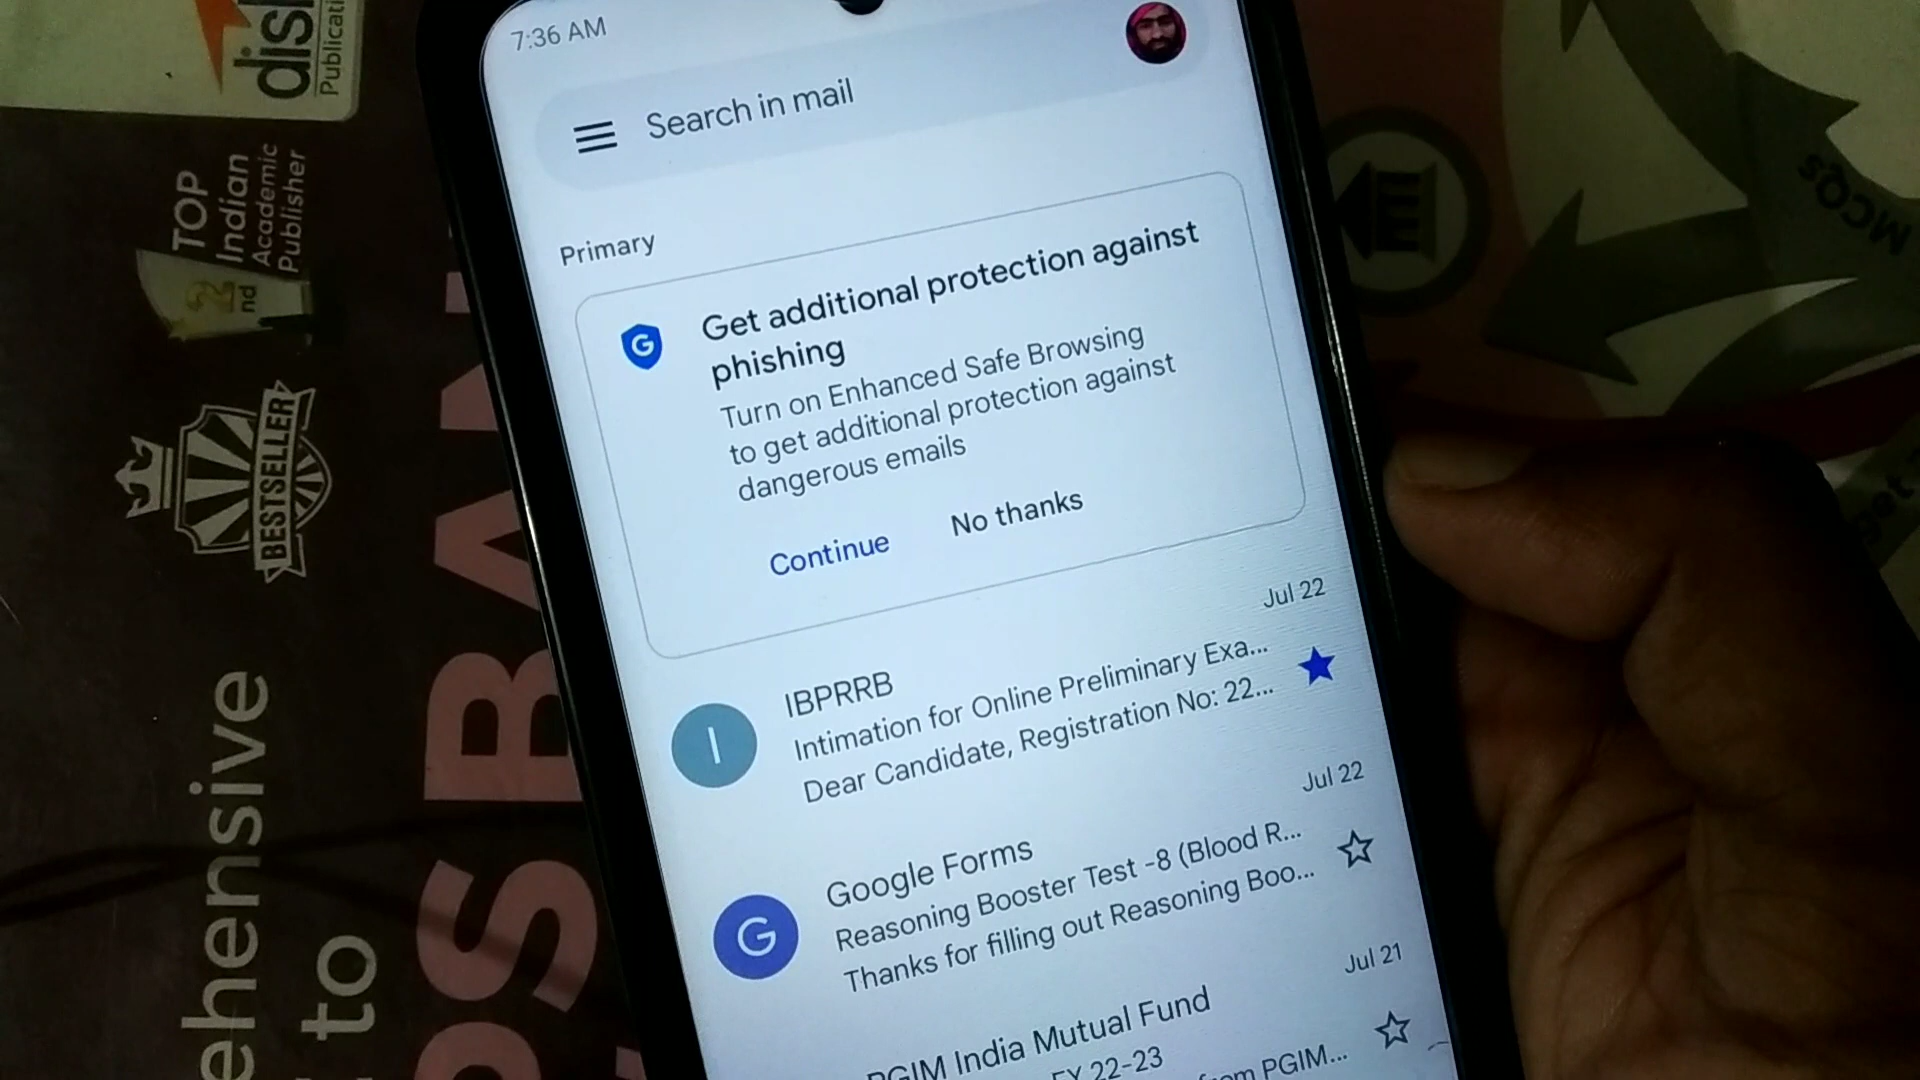 7:36 AM
Search in mail
Primary
Get additional protection against
phishing
Turn on Enhanced Safe Browsing
to get additional protection against
dangerous emails
Continue
No thanks
Jul 22
IBPRRB
Intimation for Online Preliminary Exa...
Dear Candidate, Registration No: 22...
Jul 22
Google Forms
Reasoning Booster Test -8 (Blood R...
Thanks for filling out Reasoning Boo...
Jul 21
PGIM India Mutual Fund
FY 22-23
from PGIM...
I
G
G
Publicati
TOP
Indian
Academic
Publisher
2
nd
BESTSELLER
ehensive
to
MCQs